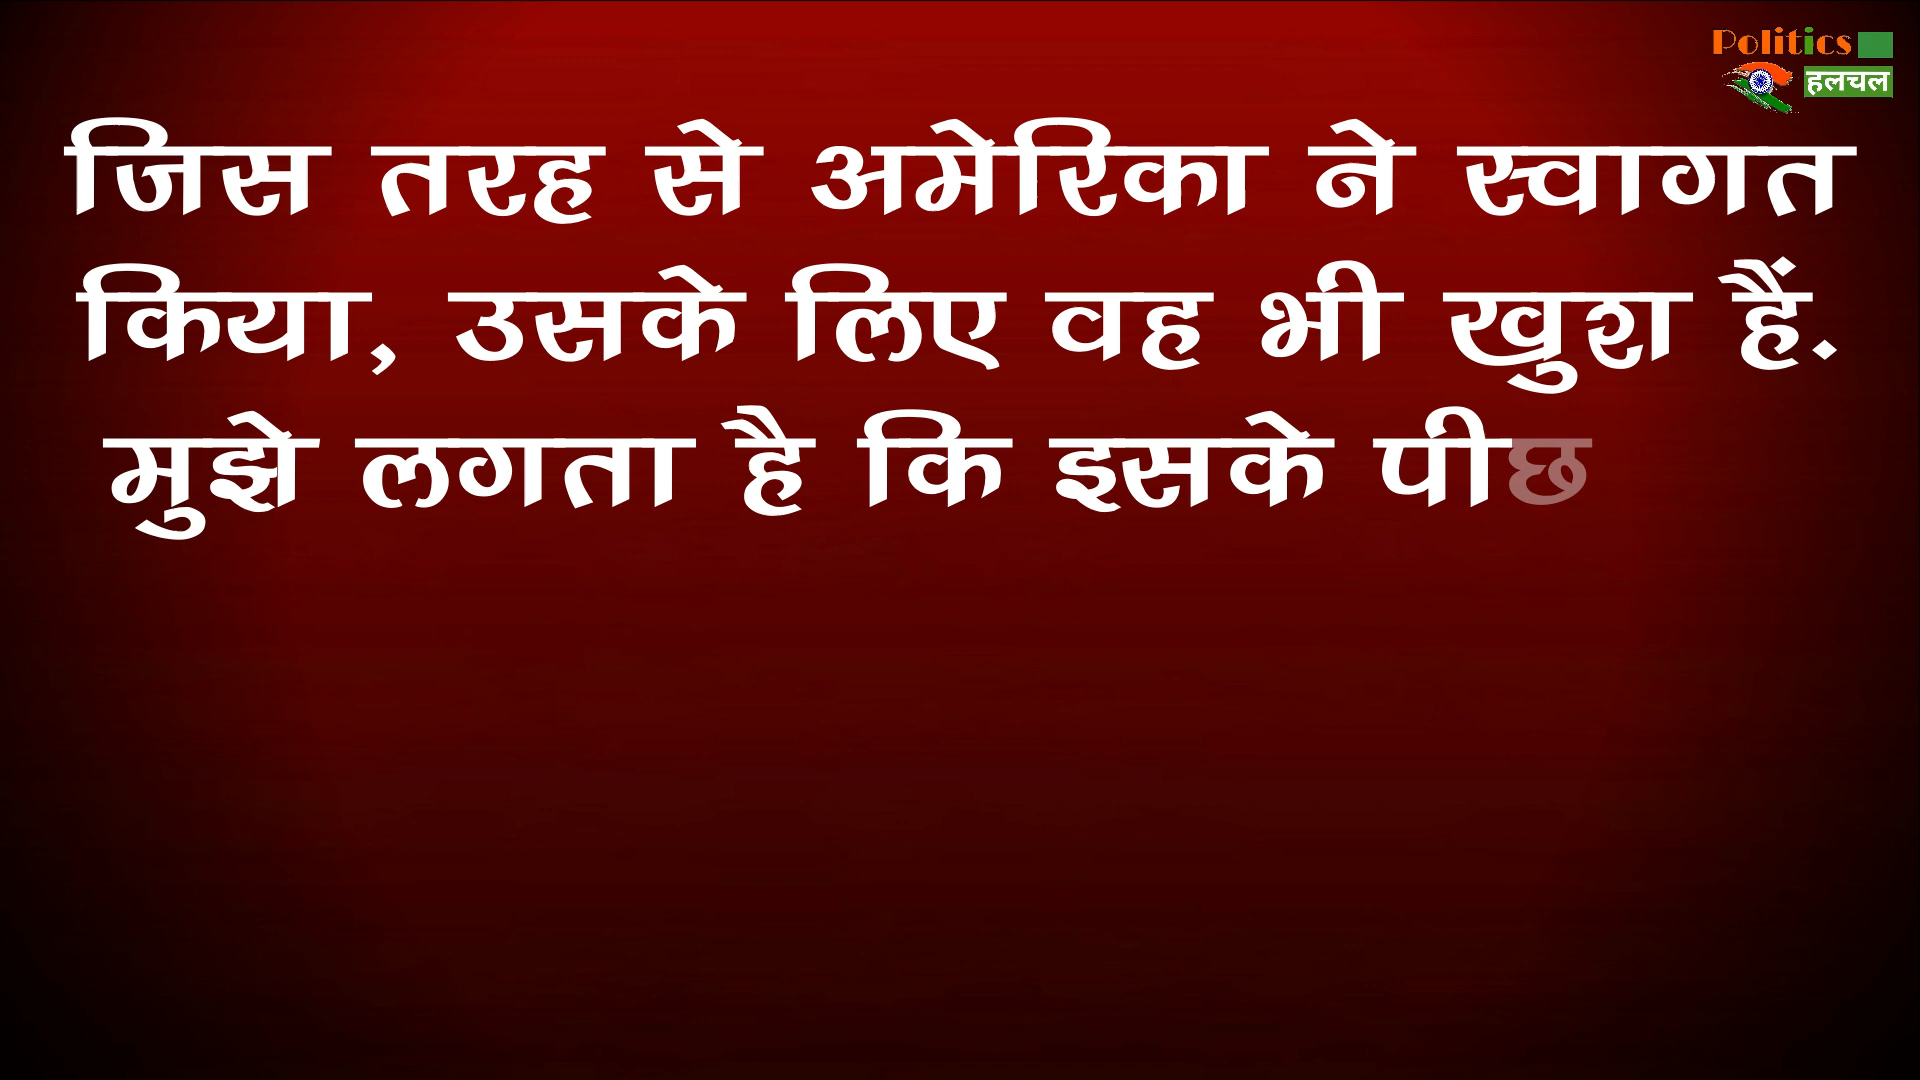 Politics
हलचल
जिस तरह से अमेरिका ने स्वागत
किया, उसके लिए वह भी खुश हैं.
मुझे लगता है कि इसके पीछ